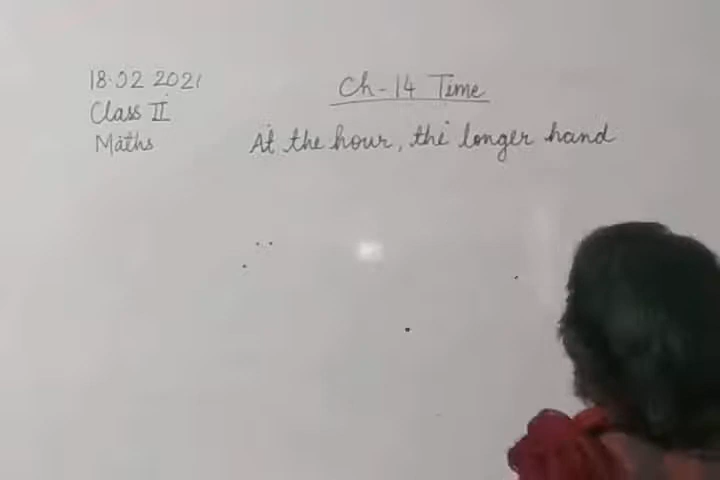 18.02 2021
Class II
Maths
Ch-14 Time
At the hour, the longer hand